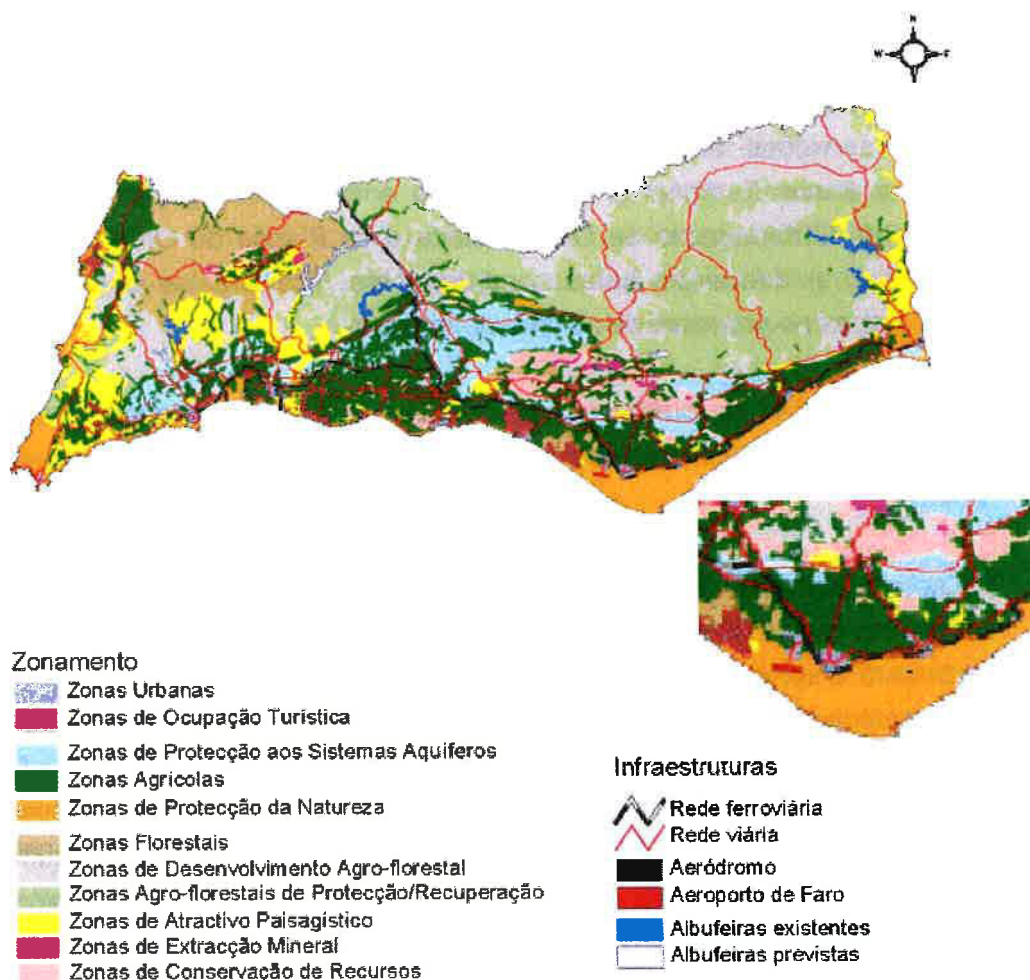 N
W
E
Zonamento
Zonas Urbanas
Zonas de Ocupação Turística
Zonas de Protecção aos Sistemas Aquíferos
Zonas Agrícolas
Zonas de Protecção da Natureza
Zonas Florestais
Zonas de Desenvolvimento Agro-florestal
Zonas Agro-florestais de Protecção/Recuperação
Zonas de Atractivo Paisagístico
Zonas de Extracção Mineral
Zonas de Conservação de Recursos
Infraestruturas
Rede ferroviária
Rede viária
Aeródromo
Aeroporto de Faro
Albufeiras existentes
Albufeiras previstas